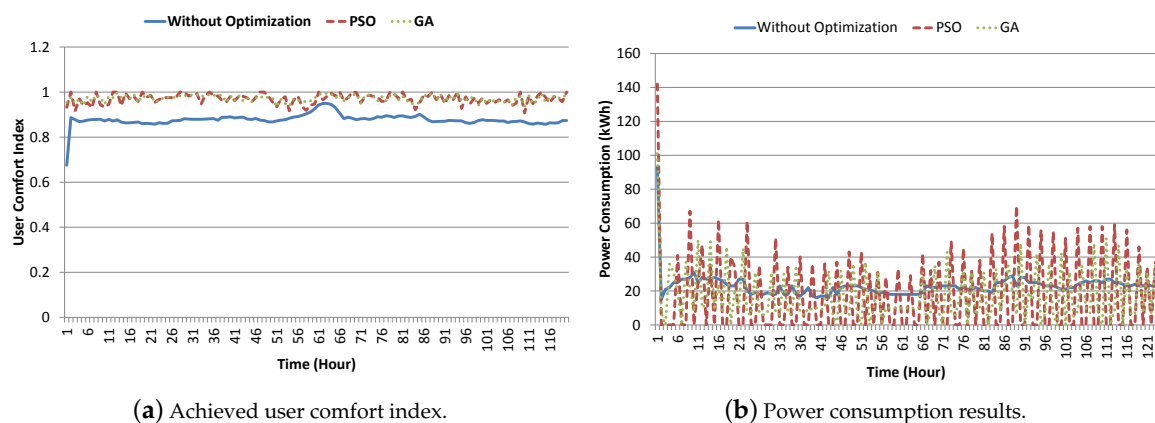 Without Optimization PSO GA
1.2
1
0.8
0.6
0.4
0.2
0
User Comfort Index
1 6 11 16 21 26 31 36 41 46 51 56 61 66 71 76 81 86 91 96 101 106 111 116
Time (Hour)
(a) Achieved user comfort index.
Without Optimization PSO GA
160
140
120
100
80
60
40
20
0
Power Consumption (kWh)
1 6 11 16 21 26 31 36 41 46 51 56 61 66 71 76 81 86 91 96 101 106 111 116 121
Time (Hour)
(b) Power consumption results.